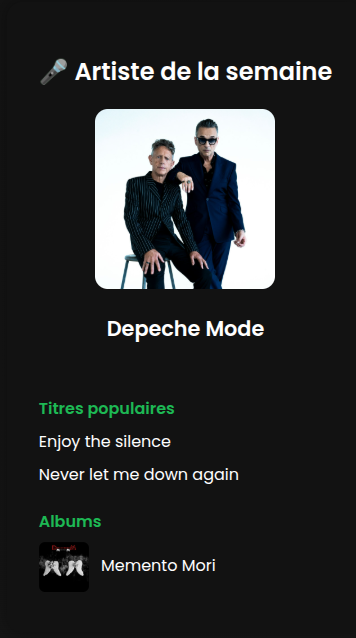 🎤 Artiste de la semaine
Depeche Mode
Titres populaires
Enjoy the silence
Never let me down again
Albums
Memento Mori